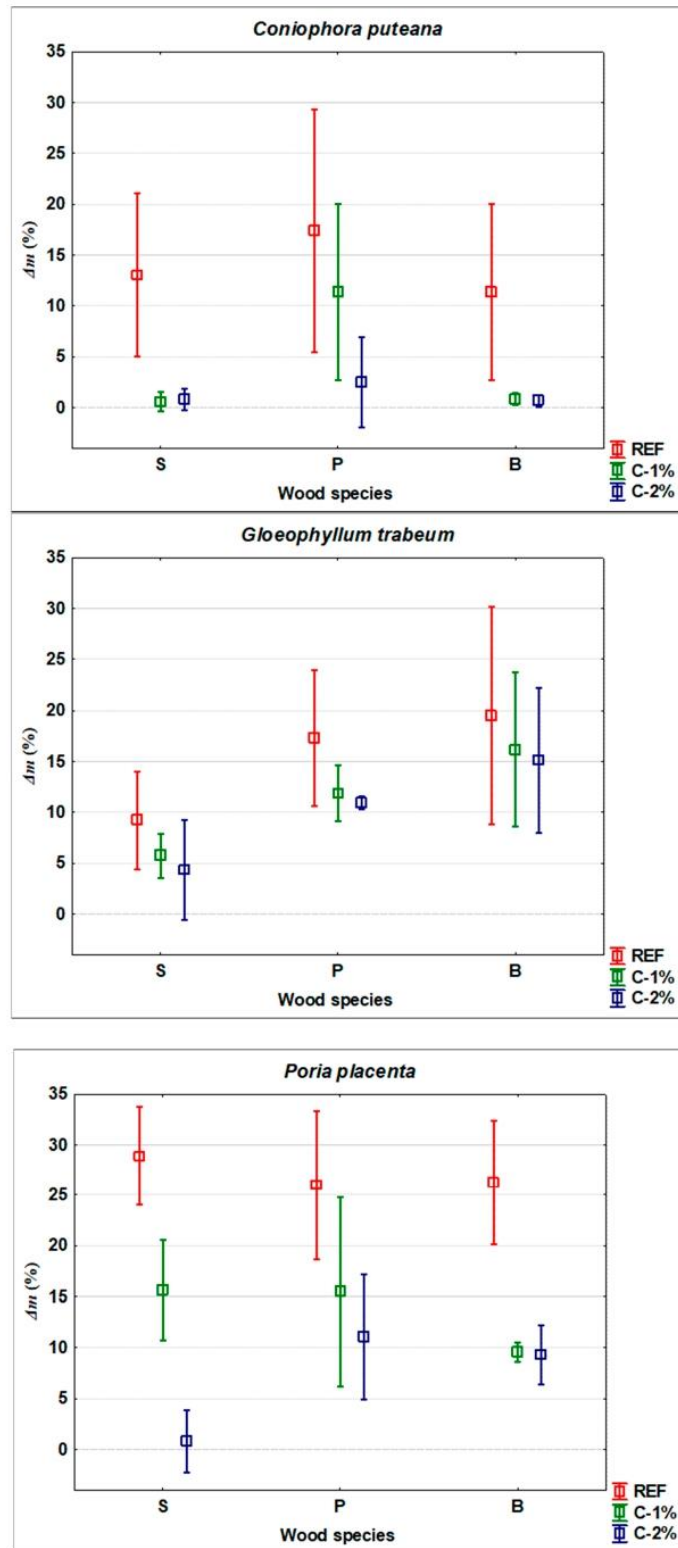 Coniophora puteana
35
30
25
20
15
10
5
0
Δm (%)
S P B
Wood species
REF
C-1%
C-2%
Gloeophyllum trabeum
35
30
25
20
15
10
5
0
Δm (%)
S P B
Wood species
REF
C-1%
C-2%
Poria placenta
35
30
25
20
15
10
5
0
Δm (%)
S P B
Wood species
REF
C-1%
C-2%